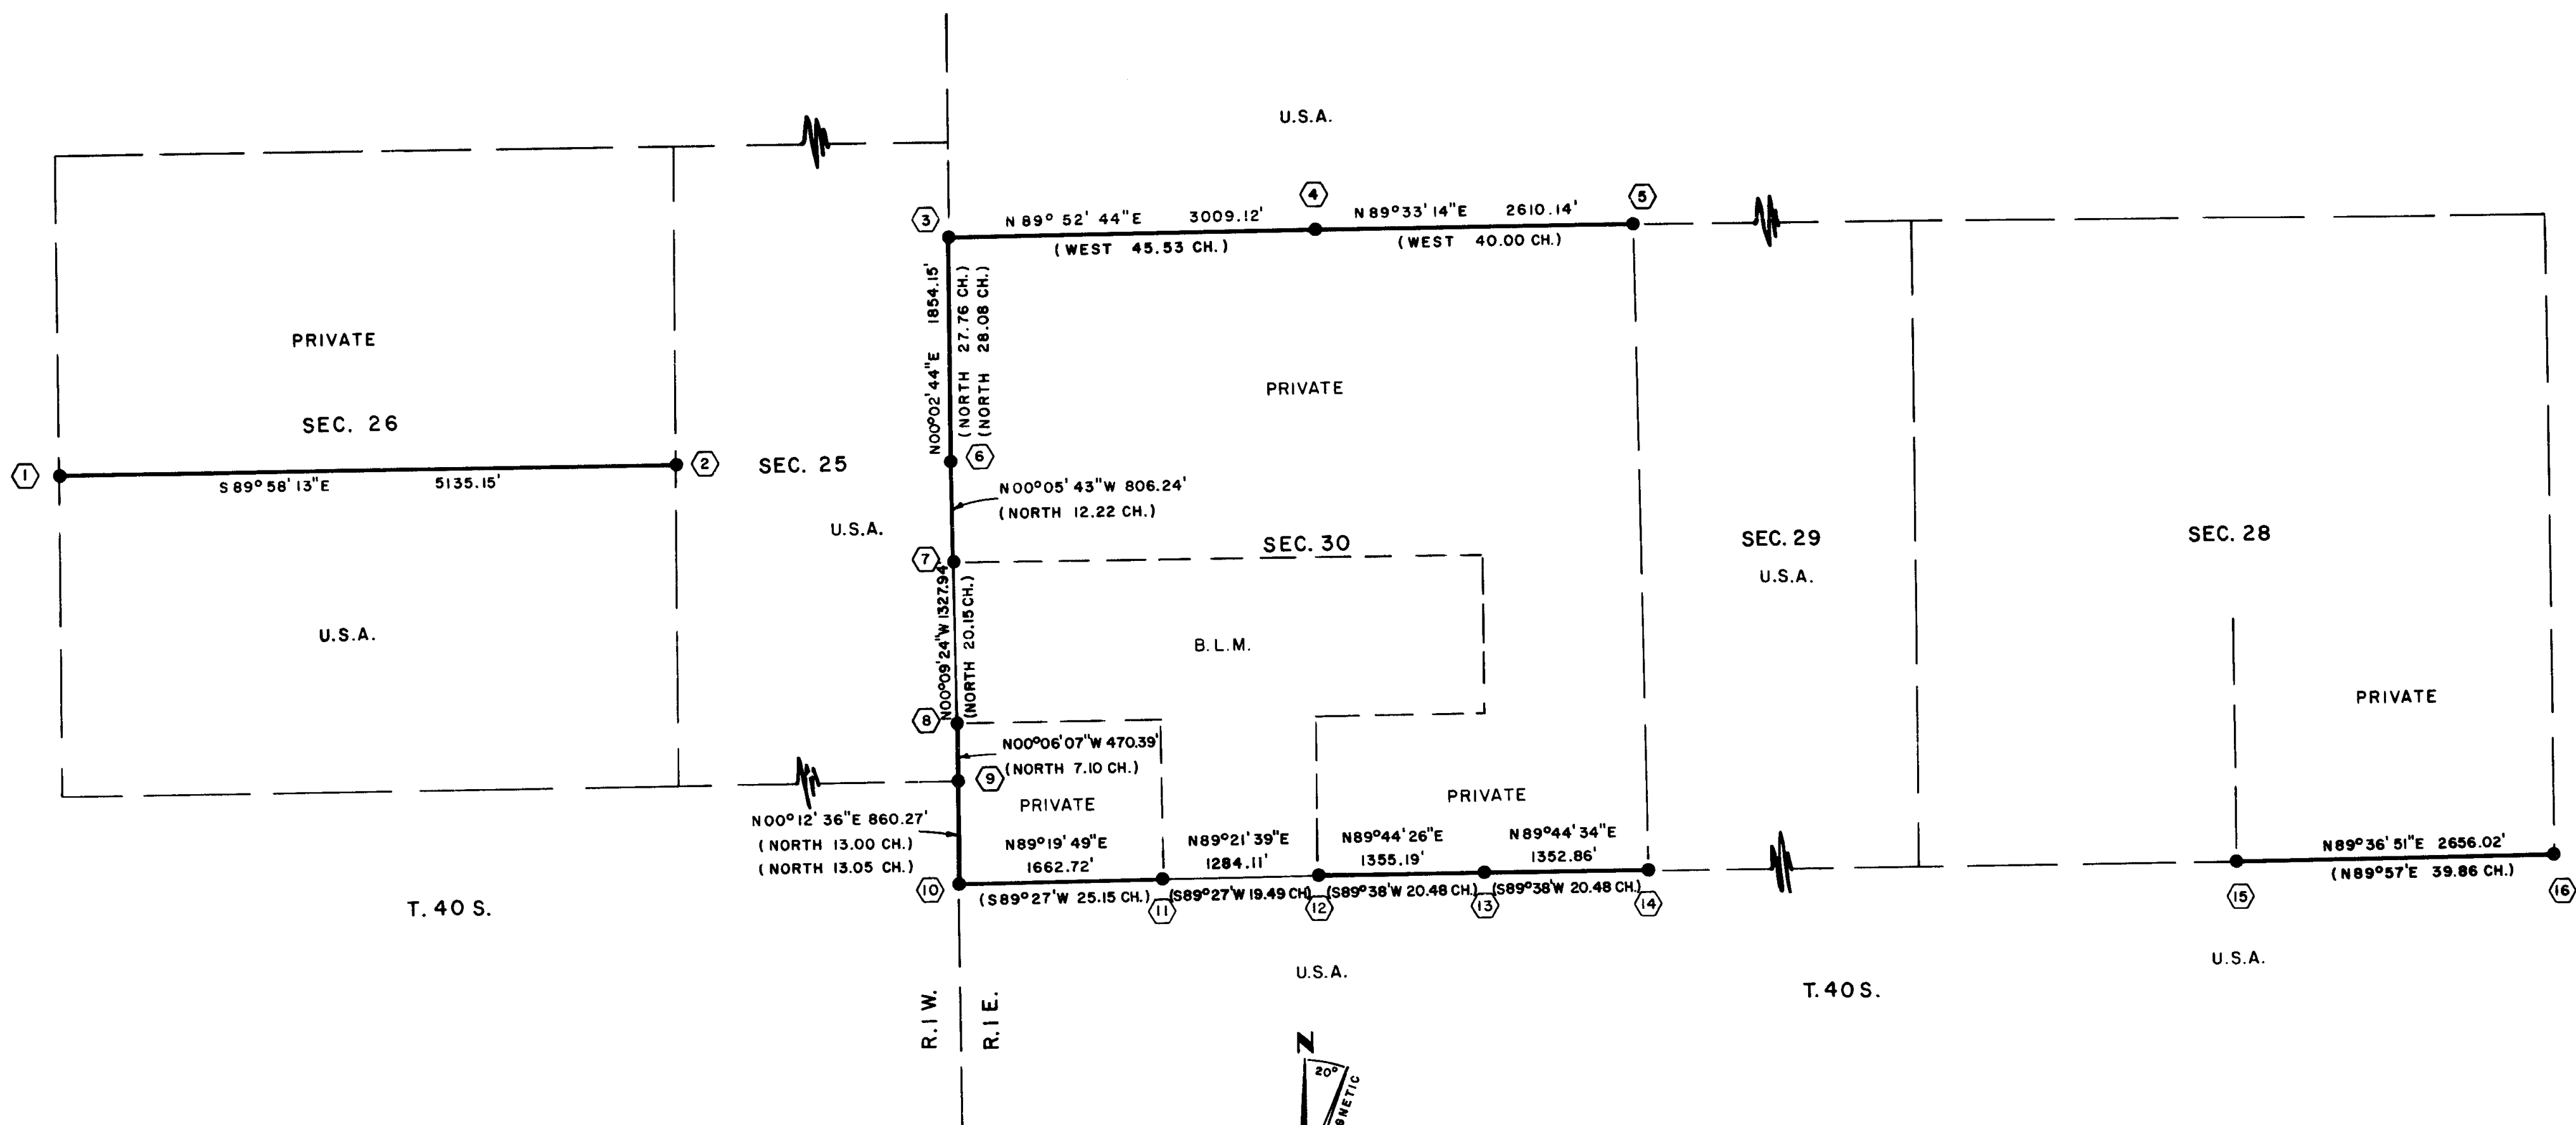 U.S.A.
3
N 89° 52' 44"E 3009.12'
(WEST 45.53 CH.)
4
N 89°33'14"E 2610.14'
(WEST 40.00 CH.)
5
N00°02'44"E 1854.15'
(NORTH 27.76 CH.)
(NORTH 28.08 CH.)
PRIVATE
SEC. 26
1
S 89° 58' 13"E 5135.15'
2
SEC. 25
U.S.A.
U.S.A.
6
N00°05'43"W 806.24'
(NORTH 12.22 CH.)
PRIVATE
SEC. 30
7
N00°09'24"W 1327.94'
(NORTH 20.15 CH.)
B.L.M.
8
N00°06'07"W 470.39'
(NORTH 7.10 CH.)
9
PRIVATE
N00°12'36"E 860.27'
(NORTH 13.00 CH.)
(NORTH 13.05 CH.)
10
N89°19'49"E
1662.72'
(S89°27'W 25.15 CH.)
11
N89°21'39"E
1284.11'
(S89°27'W 19.49 CH)
12
PRIVATE
N89°44'26"E
1355.19'
(S89°38'W 20.48 CH.)
13
N89°44'34"E
1352.86'
(S89°38'W 20.48 CH.)
14
SEC. 29
U.S.A.
SEC. 28
PRIVATE
N89°36'51"E 2656.02'
(N89°57'E 39.86 CH.)
15
16
T. 40 S.
U.S.A.
U.S.A.
T. 40 S.
R. I W.
R. I E.
N
20°